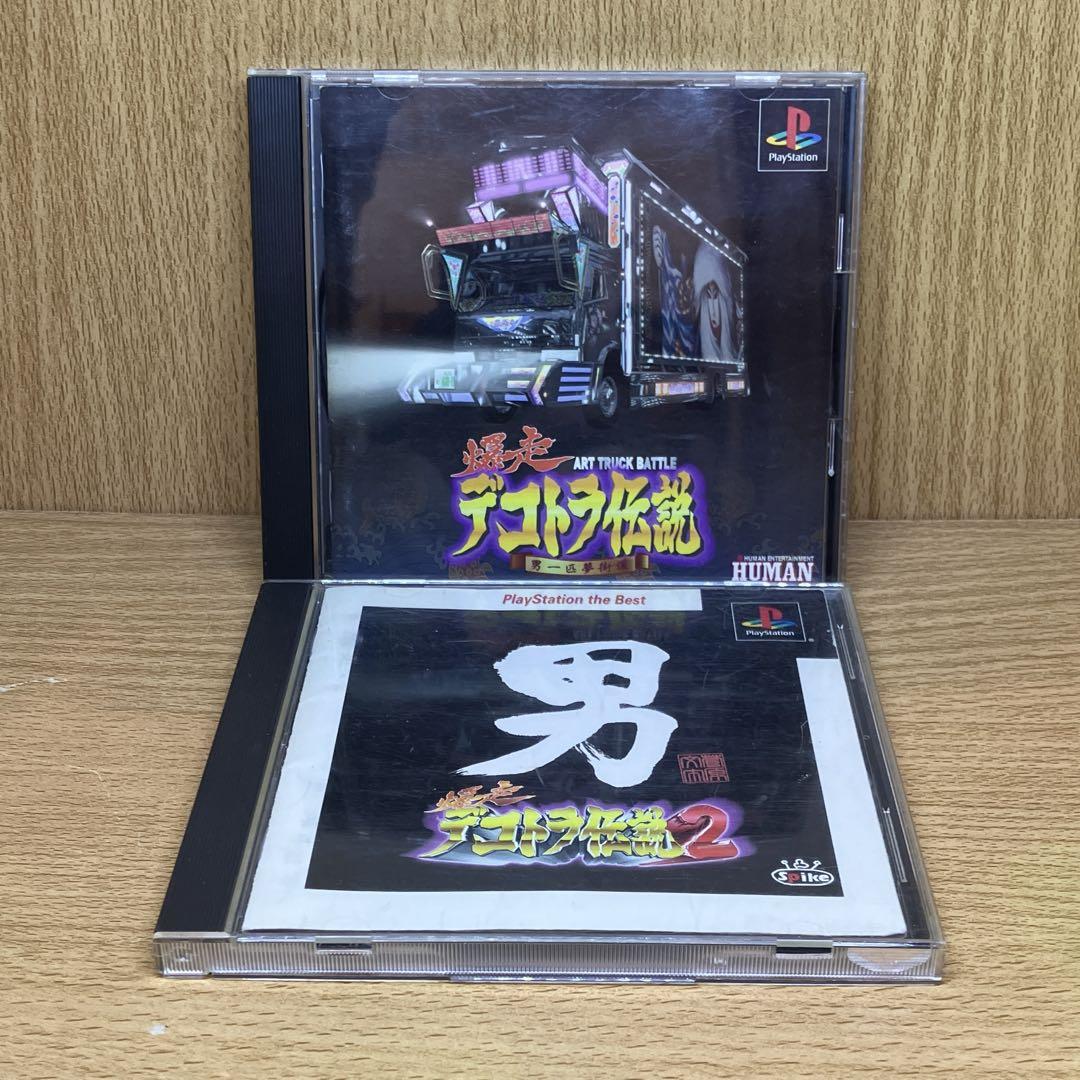 PlayStation
爆走
ART TRUCK BATTLE
デコトラ伝説
男一匹夢街道
HUMAN ENTERTAINMENT
HUMAN
PlayStation the Best
PlayStation
男
爆走
デコトラ伝説2
Spike